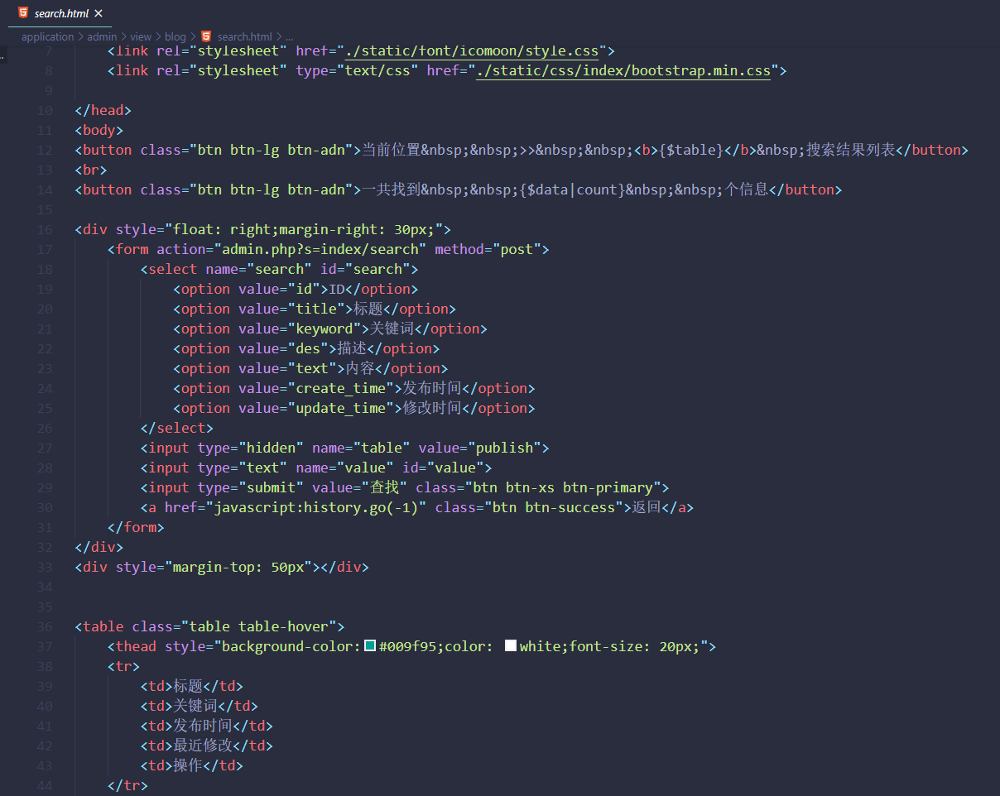 search.html ×
application > admin > view > blog > search.html > ...
7 <link rel="stylesheet" href="./static/font/icomoon/style.css">
8 <link rel="stylesheet" type="text/css" href="./static/css/index/bootstrap.min.css">
9
10 </head>
11 <body>
12 <button class="btn btn-lg btn-adn">当前位置&nbsp;&nbsp;>>&nbsp;&nbsp;<b>{$table}</b>&nbsp;搜索结果列表</button>
13 <br>
14 <button class="btn btn-lg btn-adn">一共找到&nbsp;&nbsp;{$data|count}&nbsp;&nbsp;个信息</button>
15
16 <div style="float: right;margin-right: 30px;">
17 <form action="admin.php?s=index/search" method="post">
18 <select name="search" id="search">
19 <option value="id">ID</option>
20 <option value="title">标题</option>
21 <option value="keyword">关键词</option>
22 <option value="des">描述</option>
23 <option value="text">内容</option>
24 <option value="create_time">发布时间</option>
25 <option value="update_time">修改时间</option>
26 </select>
27 <input type="hidden" name="table" value="publish">
28 <input type="text" name="value" id="value">
29 <input type="submit" value="查找" class="btn btn-xs btn-primary">
30 <a href="javascript:history.go(-1)" class="btn btn-success">返回</a>
31 </form>
32 </div>
33 <div style="margin-top: 50px"></div>
34
35
36 <table class="table table-hover">
37 <thead style="background-color:#009f95;color: white;font-size: 20px;">
38 <tr>
39 <td>标题</td>
40 <td>关键词</td>
41 <td>发布时间</td>
42 <td>最近修改</td>
43 <td>操作</td>
44 </tr>